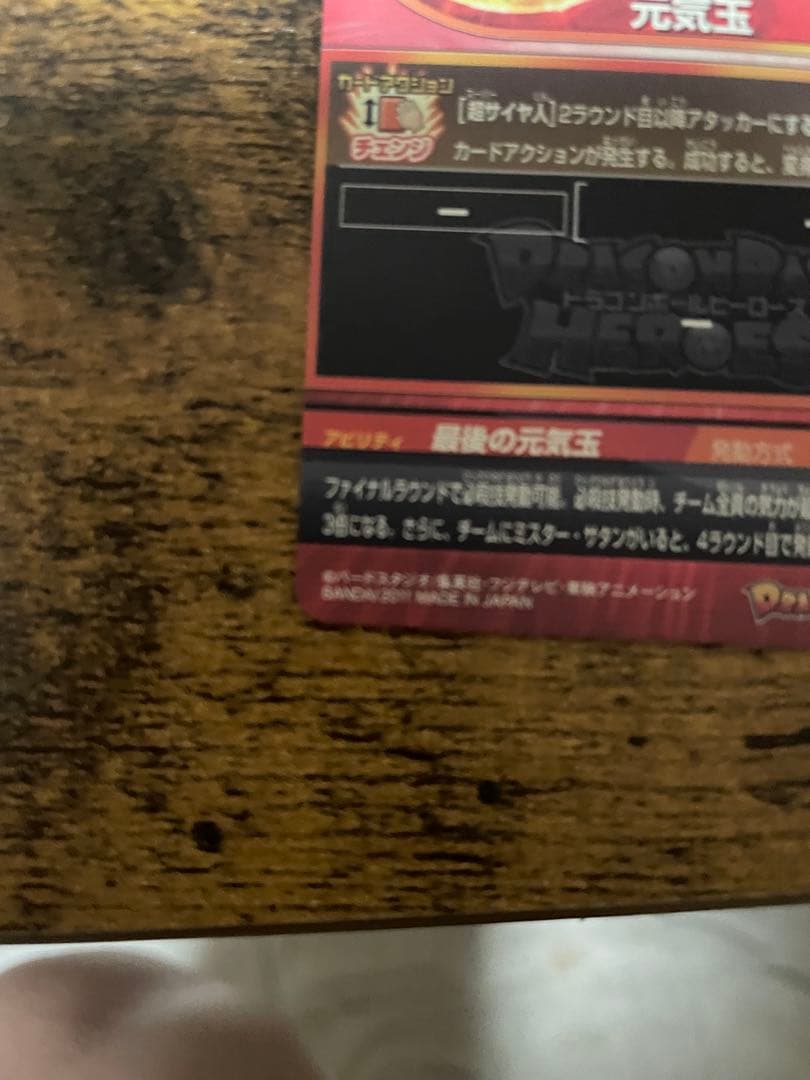 元気玉
カードアクション
チェンジ
[超サイヤ人]2ラウンド目以降アタッカーにする
カードアクションが発生する。成功すると、変身
ー
DRAGON BA
ドラゴンボールヒーローズ
HEROES
ー
アビリティ 最後の元気玉 発動方式
ファイナルラウンドで必殺技発動可能。必殺技発動時、チーム全員の気力が
3倍になる。さらに、チームにミスター・サタンがいると、4ラウンド目で発
©バードスタジオ/集英社・フジテレビ・東映アニメーション
BANDAI 2011 MADE IN JAPAN
DRA